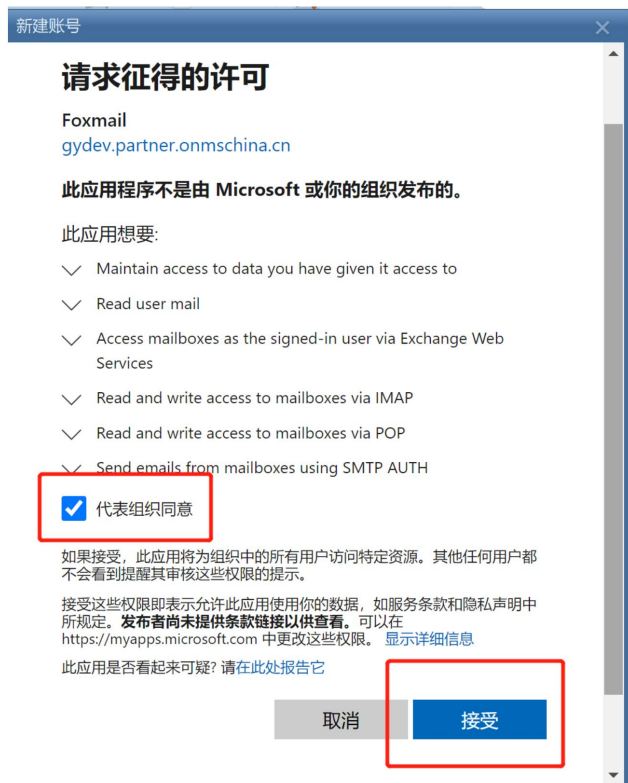 新建账号
请求征得的许可
Foxmail
gydev.partner.onmschina.cn
此应用程序不是由 Microsoft 或你的组织发布的。
此应用想要:
Maintain access to data you have given it access to
Read user mail
Access mailboxes as the signed-in user via Exchange Web
Services
Read and write access to mailboxes via IMAP
Read and write access to mailboxes via POP
Send emails from mailboxes using SMTP AUTH
代表组织同意
如果接受，此应用将为组织中的所有用户访问特定资源。其他任何用户都
不会看到提醒其审核这些权限的提示。
接受这些权限即表示允许此应用使用你的数据，如服务条款和隐私声明中
所规定。发布者尚未提供条款链接以供查看。可以在
https://myapps.microsoft.com 中更改这些权限。 显示详细信息
此应用是否看起来可疑? 请在此处报告它
取消
接受